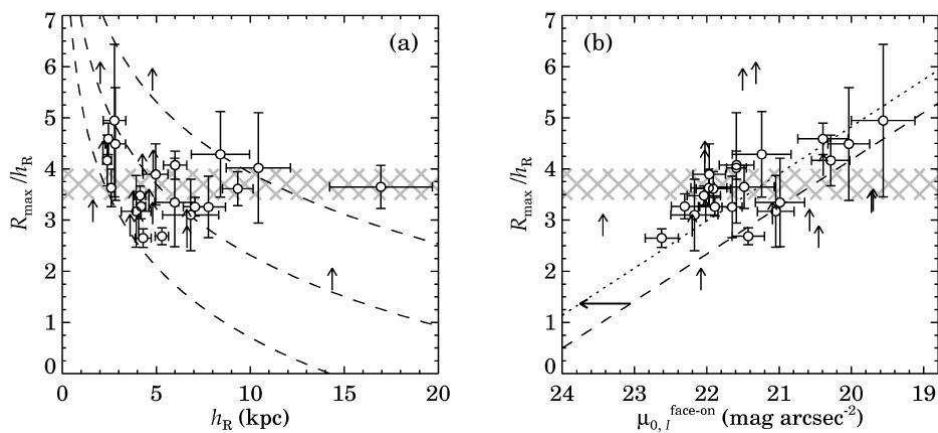 (a)
R_max/h_R
7
6
5
4
3
2
1
0
0 5 10 15 20
h_R (kpc)
(b)
R_max/h_R
7
6
5
4
3
2
1
0
24 23 22 21 20 19
μ_0, I^face-on (mag arcsec^-2)